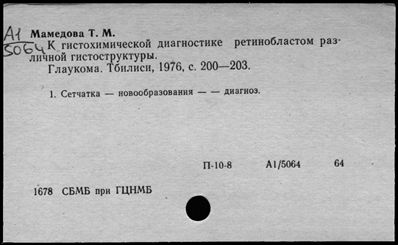 А1
5064
Мамедова Т. М.
К гистохимической диагностике ретинобластом раз-
личной гистоструктуры.
Глаукома. Тбилиси, 1976, с. 200—203.
1. Сетчатка — новообразования — — диагноз.
П-10-8 А1/5064 64
1678 СБМБ при ГЦНМБ